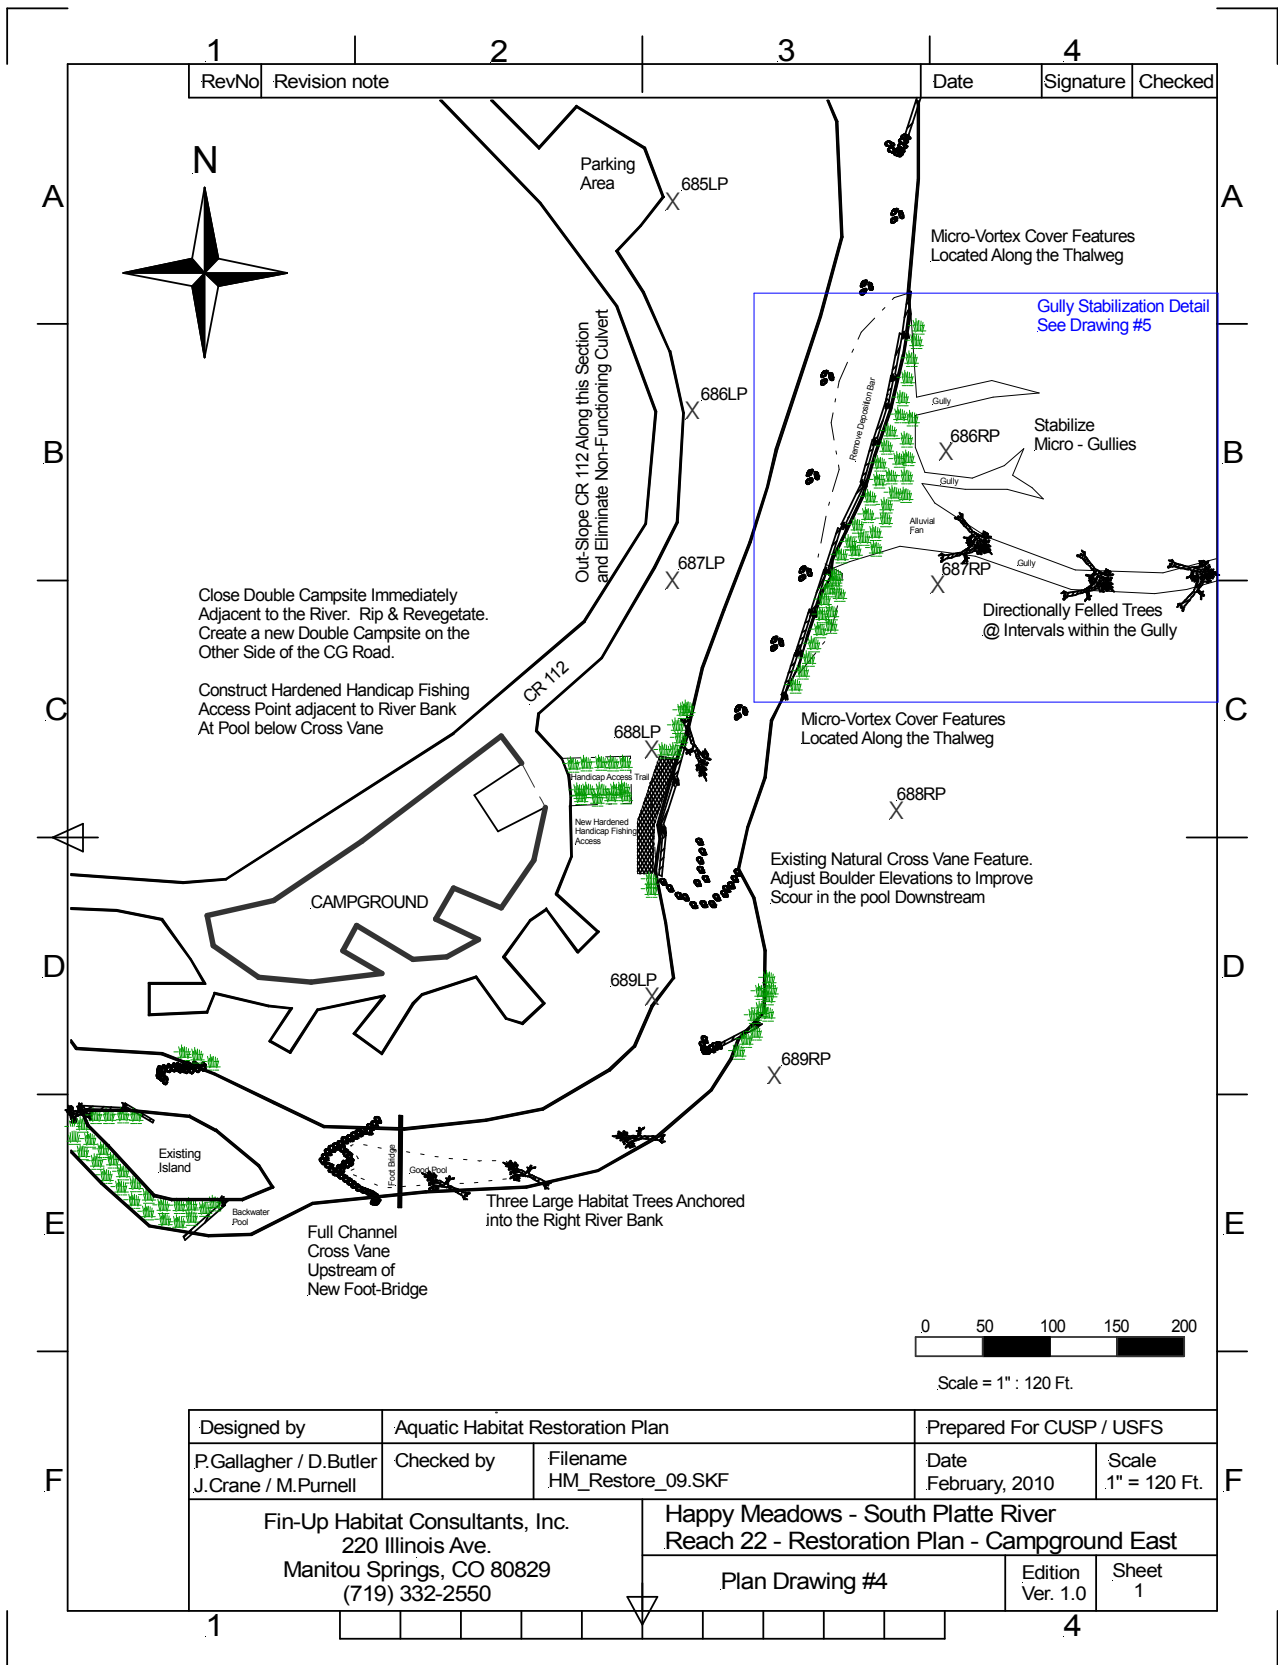 1
2
3
4
RevNo
Revision note
Date
Signature
Checked
A
A
B
B
C
C
D
D
E
E
F
F
N
Parking
Area
685LP
Micro-Vortex Cover Features
Located Along the Thalweg
Gully Stabilization Detail
See Drawing #5
Out-Slope CR 112 Along this Section
and Eliminate Non-Functioning Culvert
686LP
Remove Deposition Bar
Gully
686RP
Stabilize
Micro - Gullies
Gully
Alluvial
Fan
Gully
687LP
687RP
Directionally Felled Trees
@ Intervals within the Gully
Close Double Campsite Immediately
Adjacent to the River. Rip & Revegetate.
Create a new Double Campsite on the
Other Side of the CG Road.
Construct Hardened Handicap Fishing
Access Point adjacent to River Bank
At Pool below Cross Vane
CR 112
688LP
Micro-Vortex Cover Features
Located Along the Thalweg
Handicap Access Trail
New Hardened
Handicap Fishing
Access
688RP
Existing Natural Cross Vane Feature.
Adjust Boulder Elevations to Improve
Scour in the pool Downstream
CAMPGROUND
689LP
689RP
Existing
Island
Backwater
Pool
Foot Bridge
Good Pool
Three Large Habitat Trees Anchored
into the Right River Bank
Full Channel
Cross Vane
Upstream of
New Foot-Bridge
0 50 100 150 200
Scale = 1" : 120 Ft.
Designed by
Aquatic Habitat Restoration Plan
Prepared For CUSP / USFS
P.Gallagher / D.Butler
J.Crane / M.Purnell
Checked by
Filename
HM_Restore_09.SKF
Date
February, 2010
Scale
1" = 120 Ft.
Fin-Up Habitat Consultants, Inc.
220 Illinois Ave.
Manitou Springs, CO 80829
(719) 332-2550
Happy Meadows - South Platte River
Reach 22 - Restoration Plan - Campground East
Plan Drawing #4
Edition
Ver. 1.0
Sheet
1
1
4